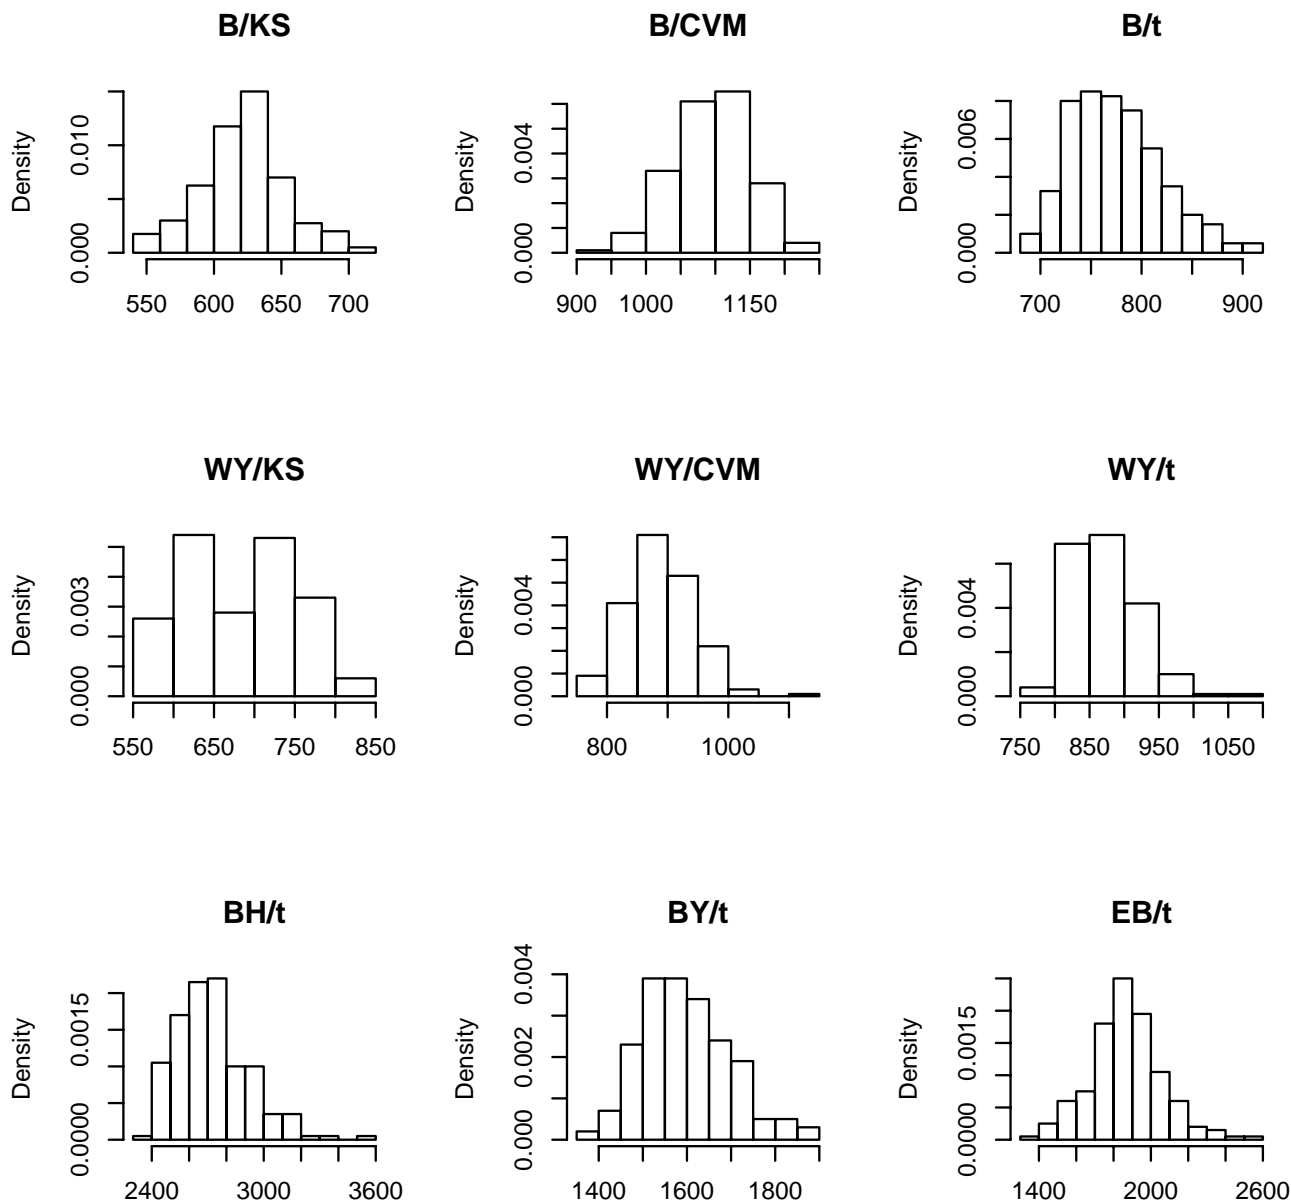 B/KS
Density
0.000 0.010
550 600 650 700
B/CVM
Density
0.000 0.004
900 1000 1150
B/t
Density
0.000 0.006
700 800 900
WY/KS
Density
0.000 0.003
550 650 750 850
WY/CVM
Density
0.000 0.004
800 1000
WY/t
Density
0.000 0.004
750 850 950 1050
BH/t
Density
0.0000 0.0015
2400 3000 3600
BY/t
Density
0.000 0.002 0.004
1400 1600 1800
EB/t
Density
0.0000 0.0015
1400 2000 2600